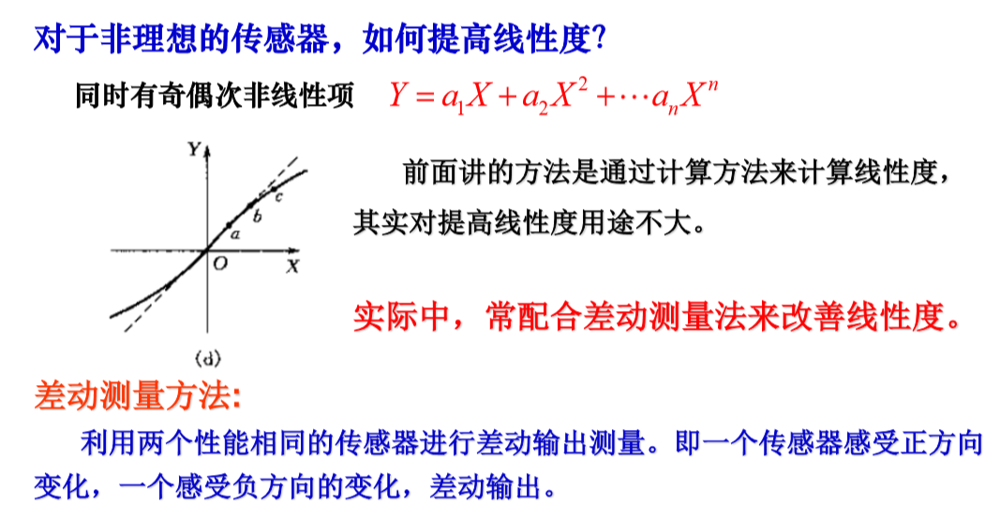 对于非理想的传感器，如何提高线性度？
同时有奇偶次非线性项 Y = a₁X + a₂X² + ⋯aₙXⁿ
Y
前面讲的方法是通过计算方法来计算线性度，
c
b
a
其实对提高线性度用途不大。
O
X
实际中，常配合差动测量法来改善线性度。
(d)
差动测量方法:
利用两个性能相同的传感器进行差动输出测量。即一个传感器感受正方向
变化，一个感受负方向的变化，差动输出。